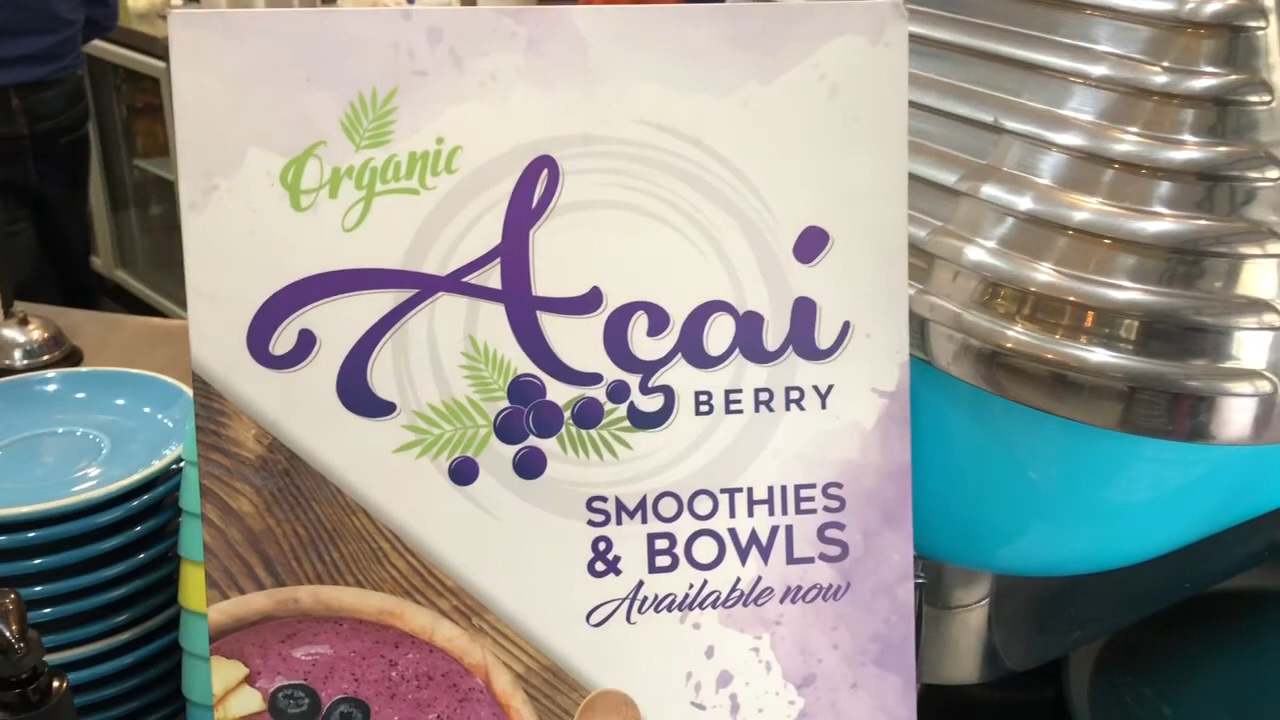 Organic
Açai
BERRY
SMOOTHIES
& BOWLS
Available now